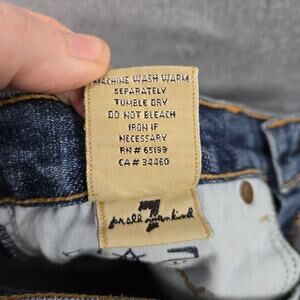 MACHINE WASH WARM
SEPARATELY
TUMBLE DRY
DO NOT BLEACH
IRON IF
NECESSARY
RN# 65199
CA# 34460
7
for all mankind